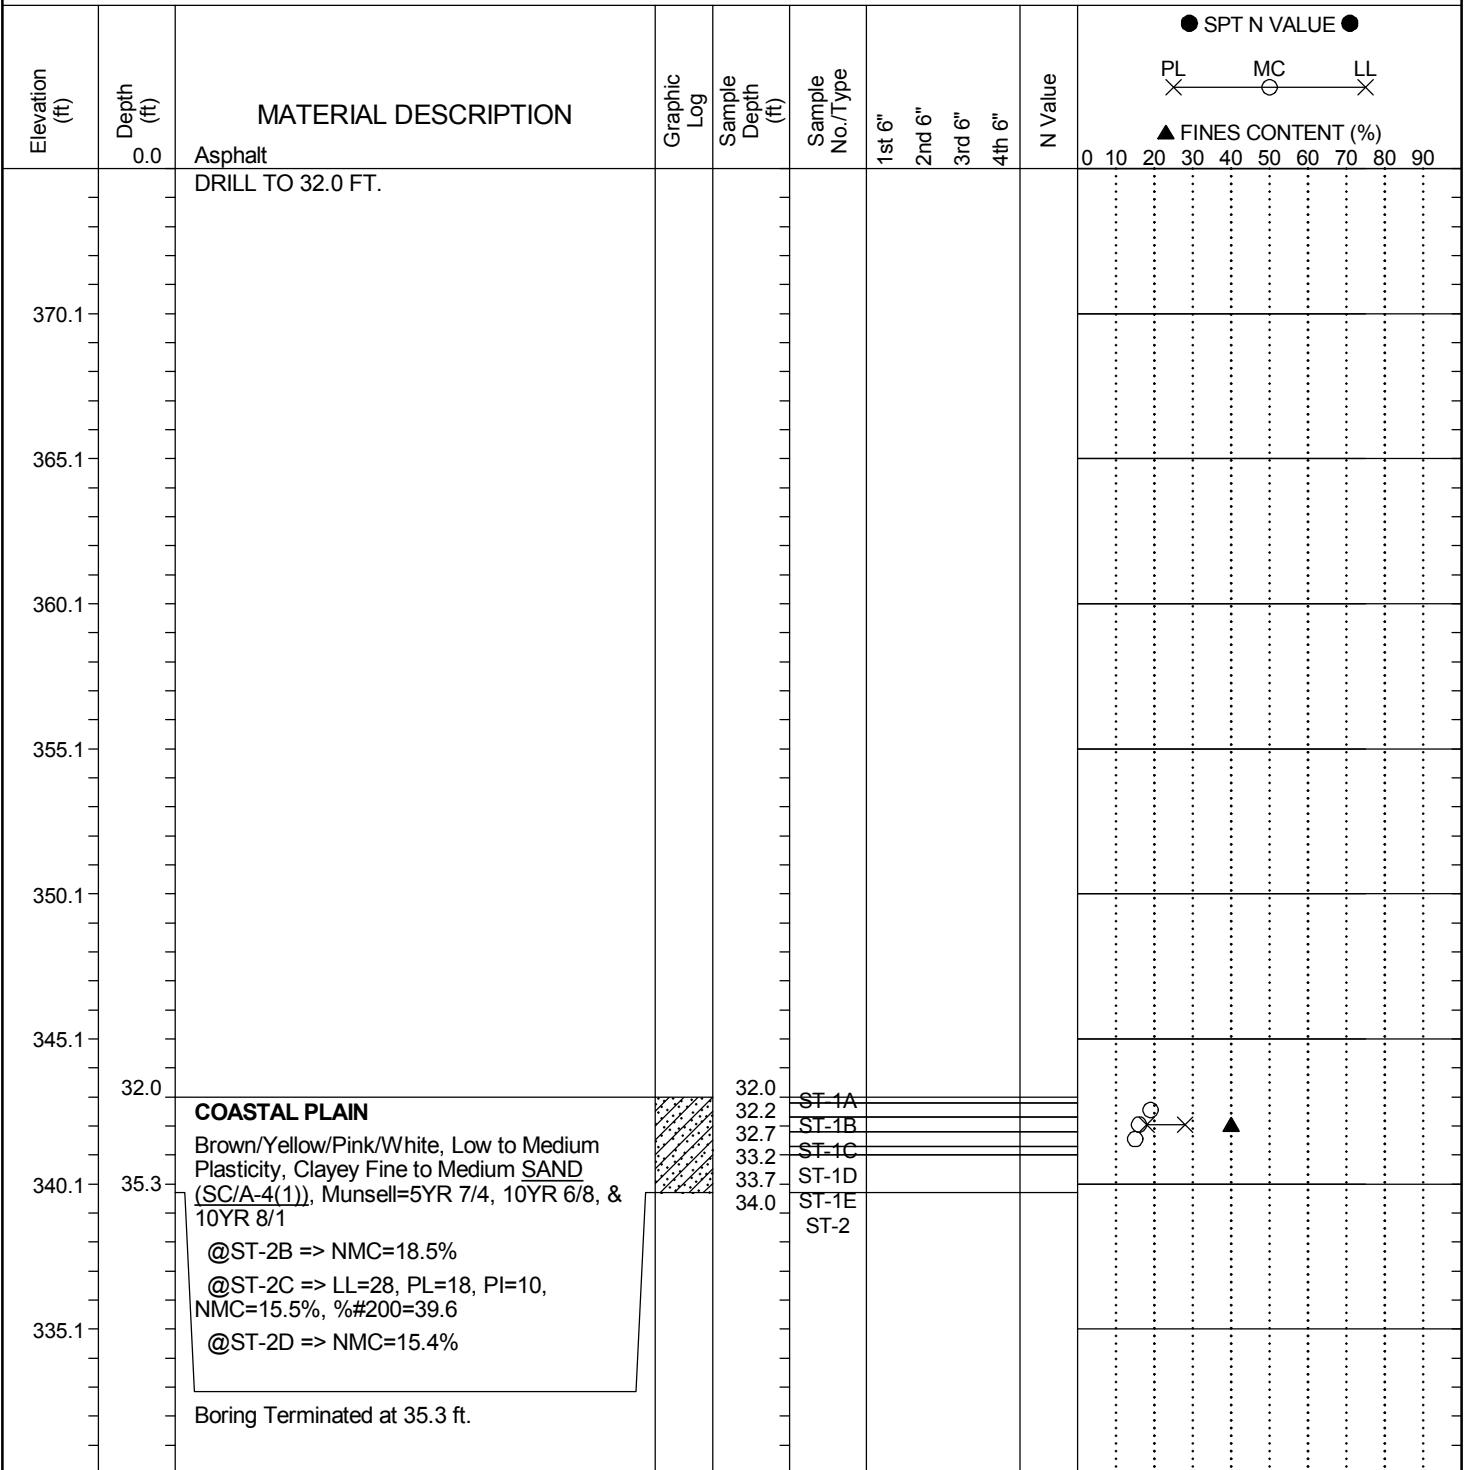 ● SPT N VALUE ●
PL MC LL
▲ FINES CONTENT (%)
0 10 20 30 40 50 60 70 80 90
Elevation
(ft)
Depth
(ft)
0.0
MATERIAL DESCRIPTION
Graphic
Log
Sample
Depth
(ft)
Sample
No./Type
1st 6"
2nd 6"
3rd 6"
4th 6"
N Value
Asphalt
DRILL TO 32.0 FT.
370.1
365.1
360.1
355.1
350.1
345.1
340.1
335.1
32.0
35.3
COASTAL PLAIN
Brown/Yellow/Pink/White, Low to Medium
Plasticity, Clayey Fine to Medium SAND
(SC/A-4(1)), Munsell=5YR 7/4, 10YR 6/8, &
10YR 8/1
@ST-2B => NMC=18.5%
@ST-2C => LL=28, PL=18, PI=10,
NMC=15.5%, %#200=39.6
@ST-2D => NMC=15.4%
Boring Terminated at 35.3 ft.
32.0
32.2
32.7
33.2
33.7
34.0
ST-1A
ST-1B
ST-1C
ST-1D
ST-1E
ST-2